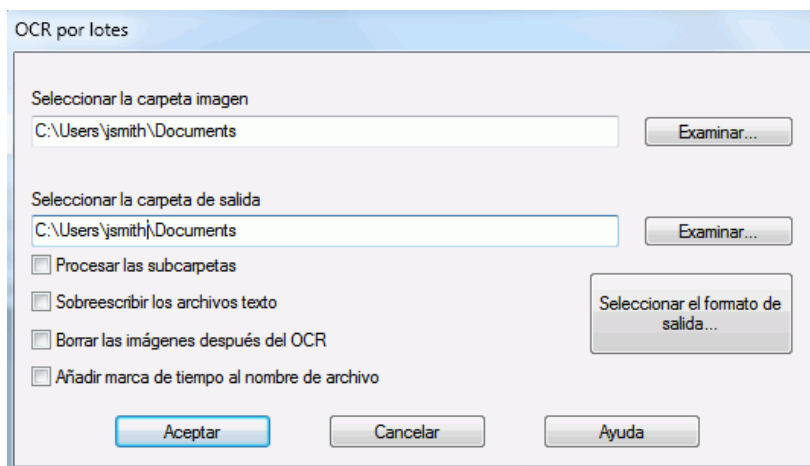 OCR por lotes
Seleccionar la carpeta imagen
C:\Users\jsmith\Documents
Examinar...
Seleccionar la carpeta de salida
C:\Users\jsmith\Documents
Examinar...
Procesar las subcarpetas
Sobreescribir los archivos texto
Seleccionar el formato de
salida...
Borrar las imágenes después del OCR
Añadir marca de tiempo al nombre de archivo
Aceptar
Cancelar
Ayuda